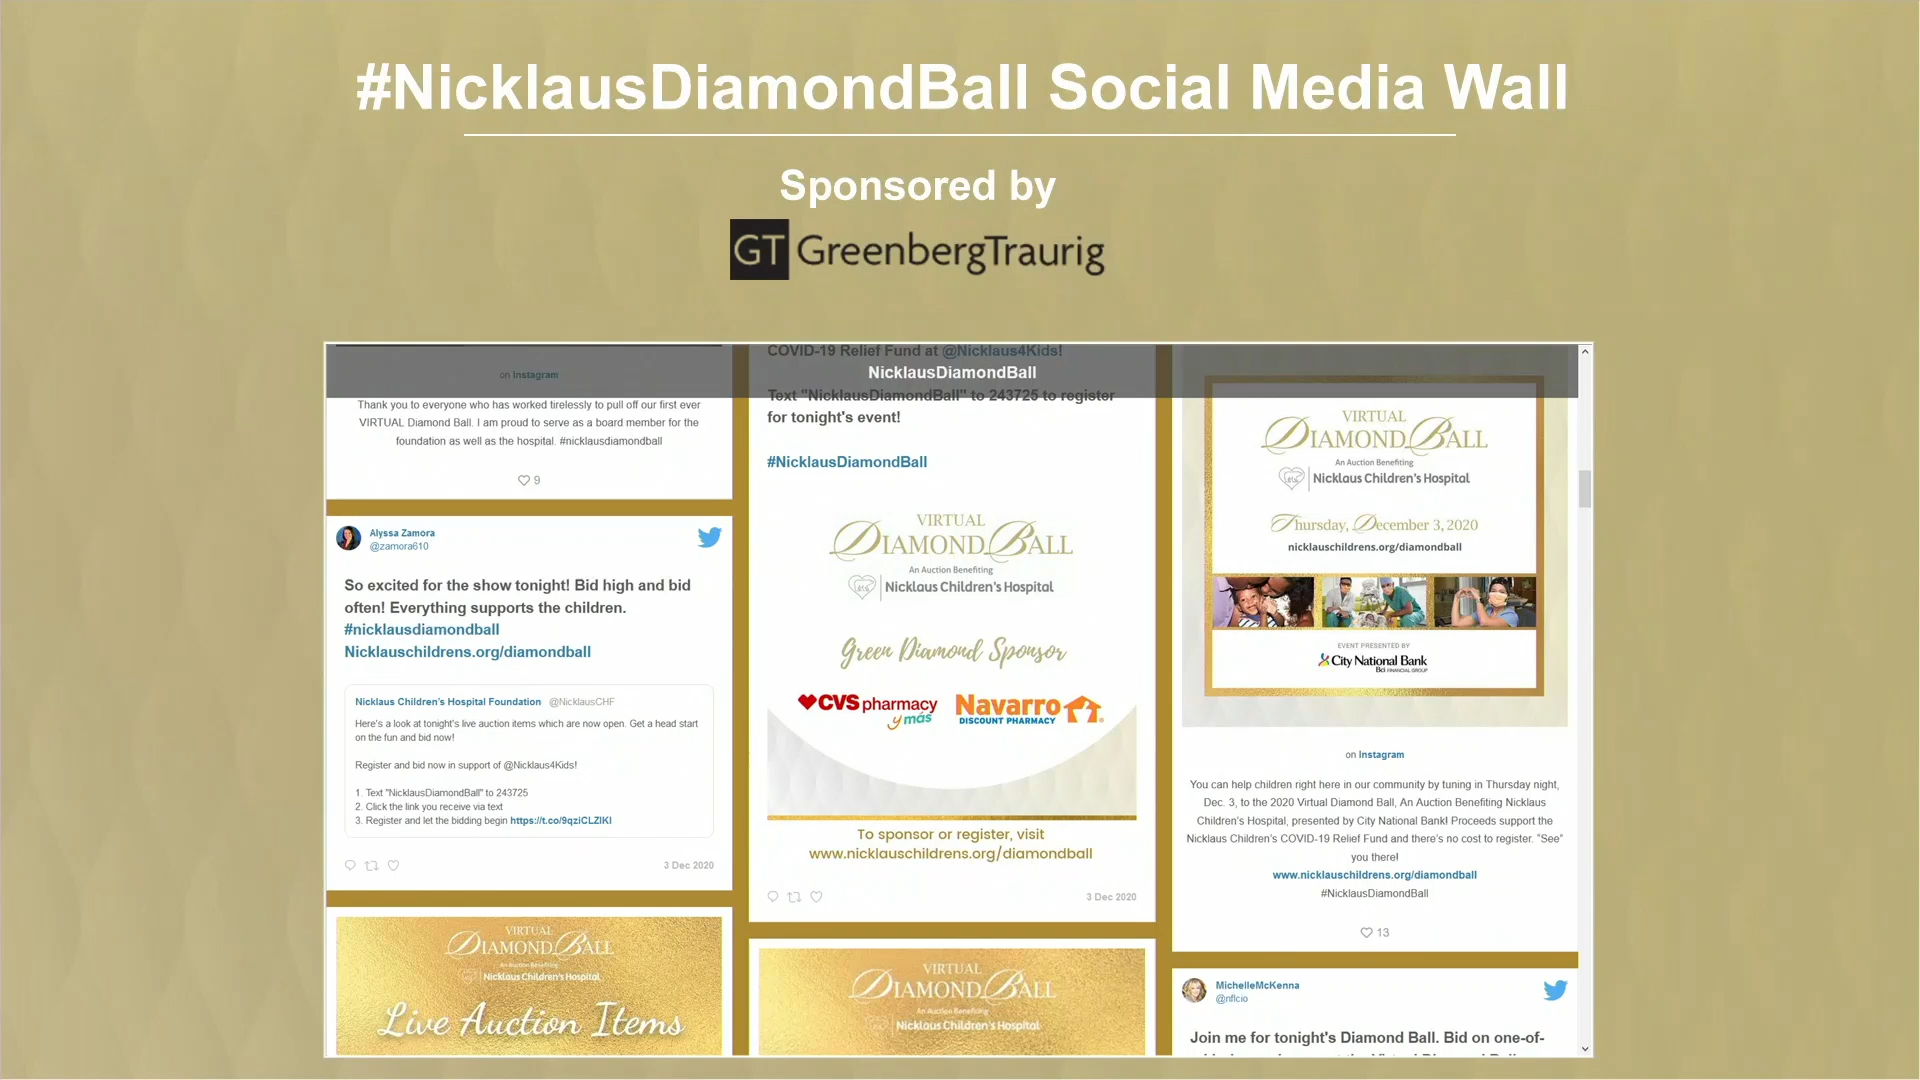 #NicklausDiamondBall Social Media Wall
Sponsored by
GT GreenbergTraurig
NicklausDiamondBall
on Instagram
Thank you to everyone who has worked tirelessly to pull off our first ever
VIRTUAL Diamond Ball. I am proud to serve as a board member for the
foundation as well as the hospital. #nicklausdiamondball
9
Alyssa Zamora
@zamora610
So excited for the show tonight! Bid high and bid
often! Everything supports the children.
#nicklausdiamondball
Nicklauschildrens.org/diamondball
Nicklaus Children's Hospital Foundation @NicklausCHF
Here's a look at tonight's live auction items which are now open. Get a head start
on the fun and bid now!
Register and bid now in support of @Nicklaus4Kids!
1. Text "NicklausDiamondBall" to 243725
2. Click the link you receive via text
3. Register and let the bidding begin https://t.co/9qziCLZIKI
3 Dec 2020
VIRTUAL
DIAMOND BALL
An Auction Benefiting
Nicklaus Children's Hospital
Live Auction Items
COVID-19 Relief Fund at @Nicklaus4Kids!
Text "NicklausDiamondBall" to 243725 to register
for tonight's event!
#NicklausDiamondBall
VIRTUAL
DIAMOND BALL
An Auction Benefiting
Nicklaus Children's Hospital
Green Diamond Sponsor
CVS pharmacy
y más
Navarro
DISCOUNT PHARMACY
To sponsor or register, visit
www.nicklauschildrens.org/diamondball
3 Dec 2020
VIRTUAL
DIAMOND BALL
An Auction Benefiting
Nicklaus Children's Hospital
VIRTUAL
DIAMOND BALL
An Auction Benefiting
Nicklaus Children's Hospital
Thursday, December 3, 2020
nicklauschildrens.org/diamondball
EVENT PRESENTED BY
City National Bank
Bci FINANCIAL GROUP
on Instagram
You can help children right here in our community by tuning in Thursday night,
Dec. 3, to the 2020 Virtual Diamond Ball, An Auction Benefiting Nicklaus
Children's Hospital, presented by City National Bank! Proceeds support the
Nicklaus Children's COVID-19 Relief Fund and there's no cost to register. "See"
you there!
www.nicklauschildrens.org/diamondball
#NicklausDiamondBall
13
MichelleMcKenna
@nflcio
Join me for tonight's Diamond Ball. Bid on one-of-